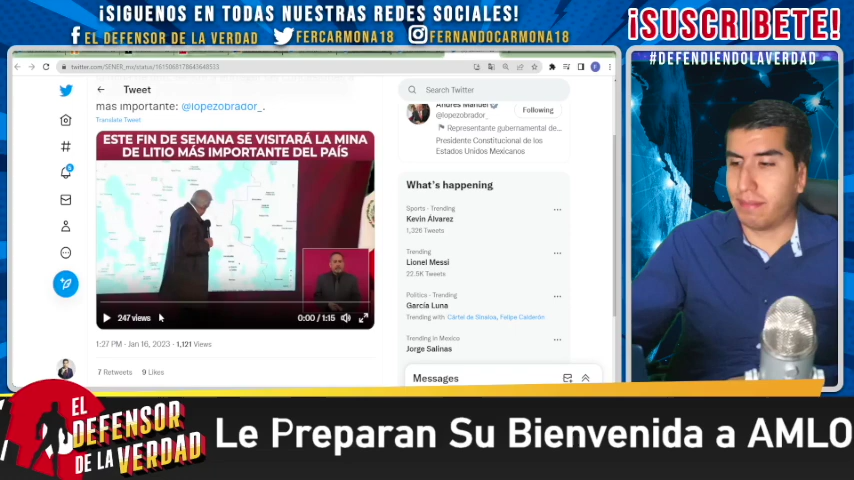 ¡SIGUENOS EN TODAS NUESTRAS REDES SOCIALES!
EL DEFENSOR DE LA VERDAD
FERCARMONA18
FERNANDOCARMONA18
¡SUSCRIBETE!
#DEFENDIENDOLAVERDAD
twitter.com/SENER_mx/status/1615068178643648533
Tweet
mas importante: @lopezobrador_.
Translate Tweet
ESTE FIN DE SEMANA SE VISITARÁ LA MINA
DE LITIO MÁS IMPORTANTE DEL PAÍS
247 views
0:00 / 1:15
1:27 PM · Jan 16, 2023 · 1,121 Views
7 Retweets 9 Likes
Search Twitter
Andrés Manuel
@lopezobrador_
Following
Representante gubernamental de...
Presidente Constitucional de los
Estados Unidos Mexicanos
What's happening
Sports · Trending
Kevin Álvarez
1,326 Tweets
Trending
Lionel Messi
22.5K Tweets
Politics · Trending
García Luna
Trending with Cártel de Sinaloa, Felipe Calderón
Trending in Mexico
Jorge Salinas
Messages
EL
DEFENSOR
DE LA VERDAD
Le Preparan Su Bienvenida a AMLO